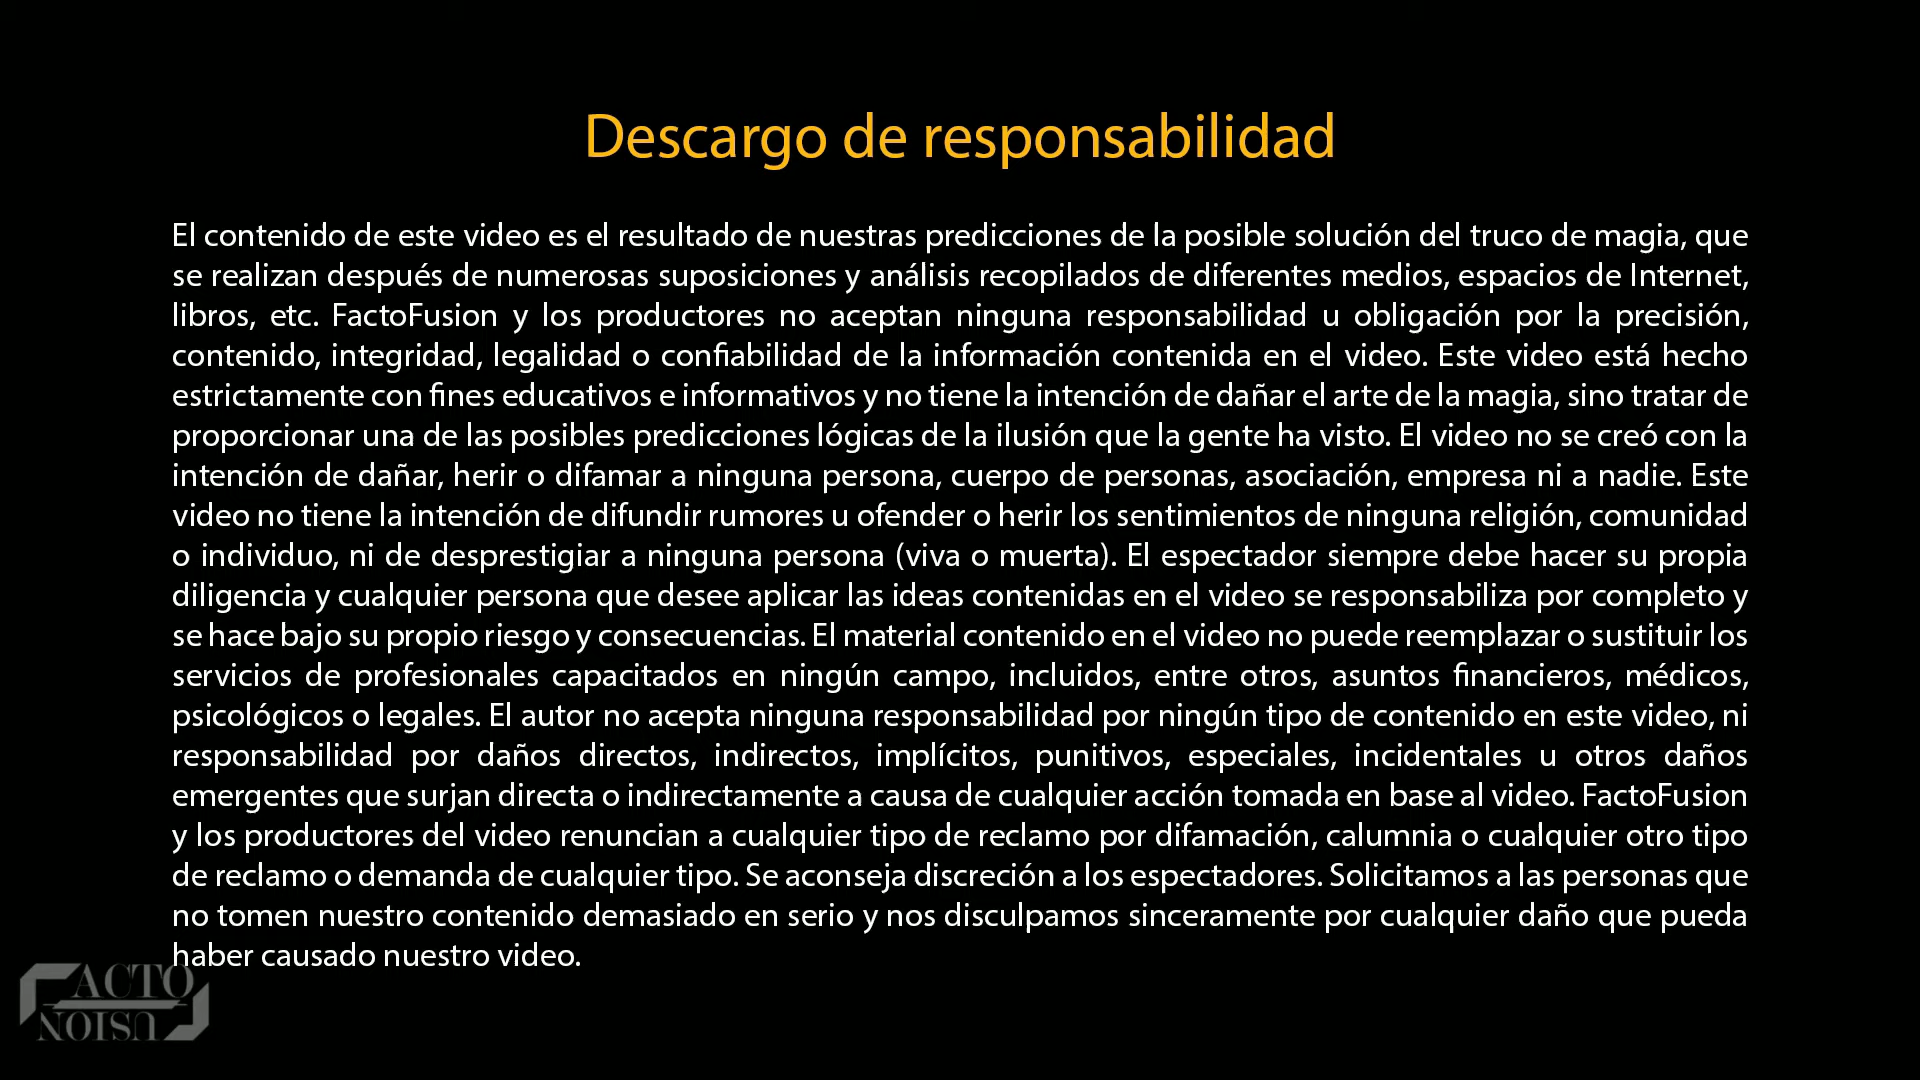 Descargo de responsabilidad
El contenido de este video es el resultado de nuestras predicciones de la posible solución del truco de magia, que
se realizan después de numerosas suposiciones y análisis recopilados de diferentes medios, espacios de Internet,
libros, etc. FactoFusion y los productores no aceptan ninguna responsabilidad u obligación por la precisión,
contenido, integridad, legalidad o confiabilidad de la información contenida en el video. Este video está hecho
estrictamente con fines educativos e informativos y no tiene la intención de dañar el arte de la magia, sino tratar de
proporcionar una de las posibles predicciones lógicas de la ilusión que la gente ha visto. El video no se creó con la
intención de dañar, herir o difamar a ninguna persona, cuerpo de personas, asociación, empresa ni a nadie. Este
video no tiene la intención de difundir rumores u ofender o herir los sentimientos de ninguna religión, comunidad
o individuo, ni de desprestigiar a ninguna persona (viva o muerta). El espectador siempre debe hacer su propia
diligencia y cualquier persona que desee aplicar las ideas contenidas en el video se responsabiliza por completo y
se hace bajo su propio riesgo y consecuencias. El material contenido en el video no puede reemplazar o sustituir los
servicios de profesionales capacitados en ningún campo, incluidos, entre otros, asuntos financieros, médicos,
psicológicos o legales. El autor no acepta ninguna responsabilidad por ningún tipo de contenido en este video, ni
responsabilidad por daños directos, indirectos, implícitos, punitivos, especiales, incidentales u otros daños
emergentes que surjan directa o indirectamente a causa de cualquier acción tomada en base al video. FactoFusion
y los productores del video renuncian a cualquier tipo de reclamo por difamación, calumnia o cualquier otro tipo
de reclamo o demanda de cualquier tipo. Se aconseja discreción a los espectadores. Solicitamos a las personas que
no tomen nuestro contenido demasiado en serio y nos disculpamos sinceramente por cualquier daño que pueda
haber causado nuestro video.
FACTO
FUSION